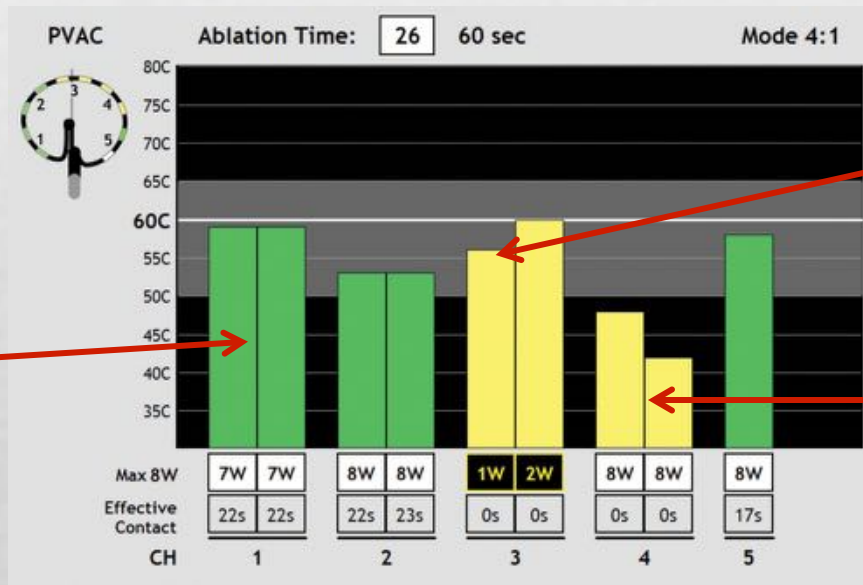 PVAC Ablation Time: 26 60 sec Mode 4:1
80C
75C
70C
65C
60C
55C
50C
45C
40C
35C
1 2 3 4 5
Max 8W 7W 7W 8W 8W 1W 2W 8W 8W 8W
Effective Contact 22s 22s 22s 23s 0s 0s 0s 0s 17s
CH 1 2 3 4 5